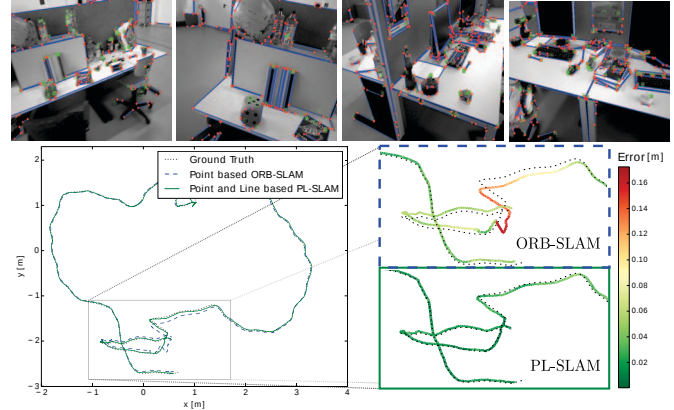 Ground Truth
Point based ORB-SLAM
Point and Line based PL-SLAM
2
1
0
−1
−2
−3
y [m]
−2
−1
0
1
2
3
4
x [m]
ORB-SLAM
PL-SLAM
Error [m]
0.16
0.14
0.12
0.10
0.08
0.06
0.04
0.02